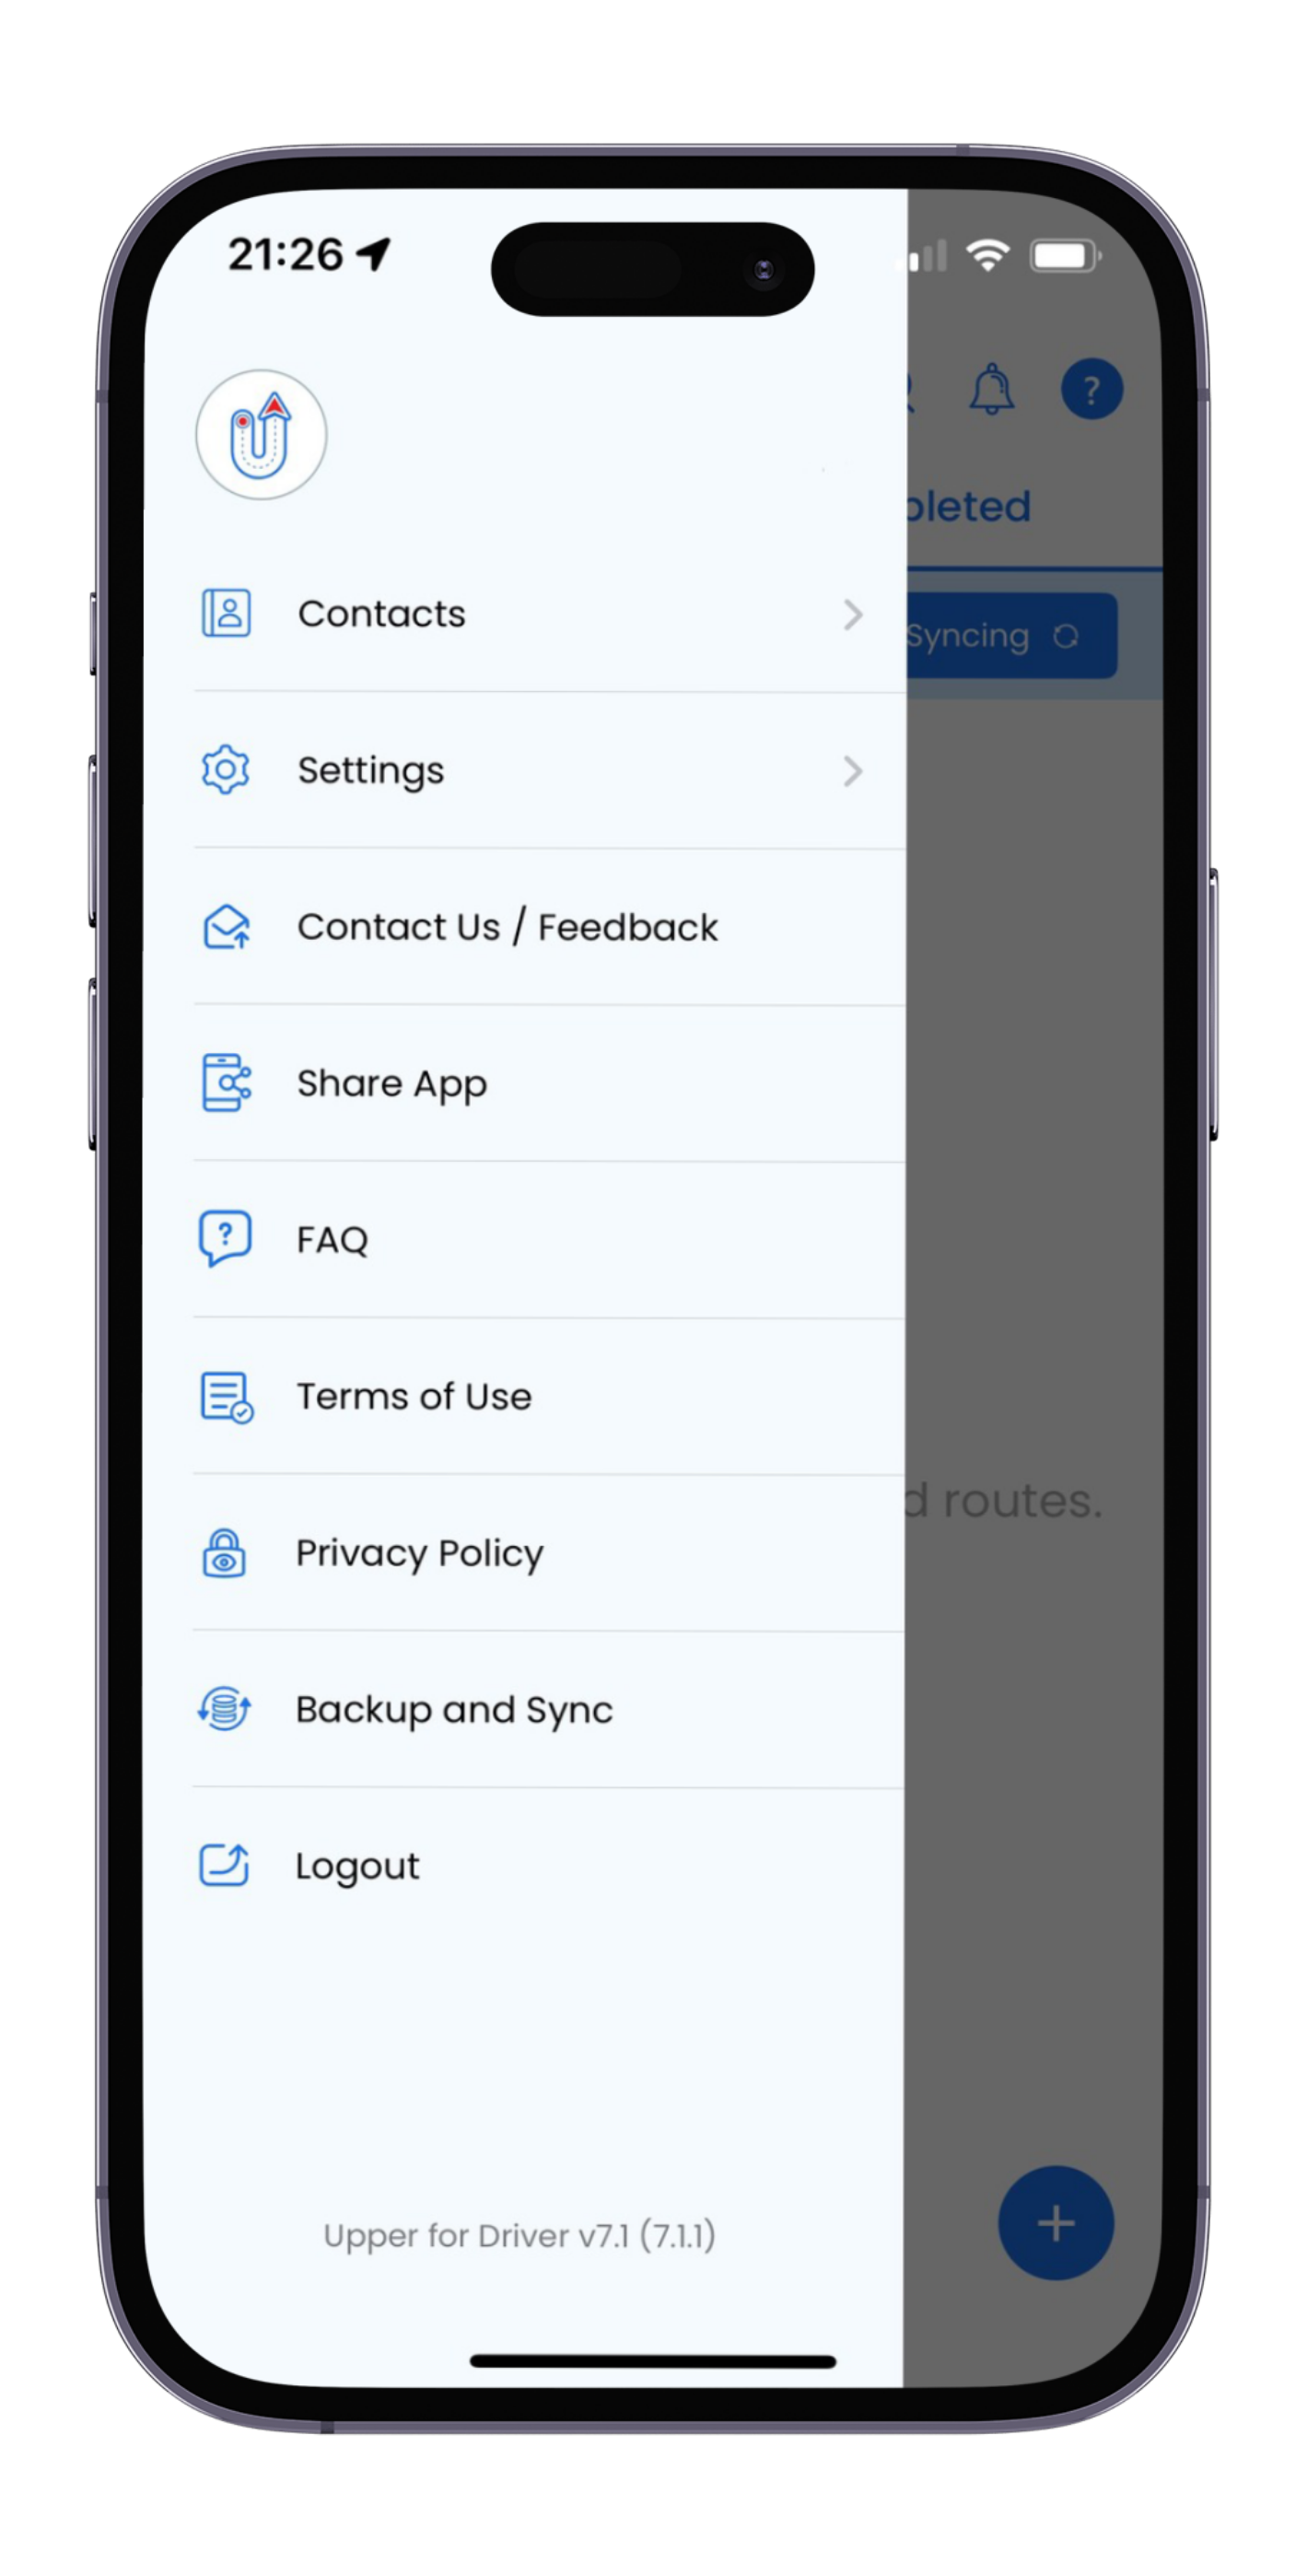 21:26
?
pleted
Syncing
Contacts
Settings
Contact Us / Feedback
Share App
FAQ
Terms of Use
d routes.
Privacy Policy
Backup and Sync
Logout
Upper for Driver v7.1 (7.1.1)